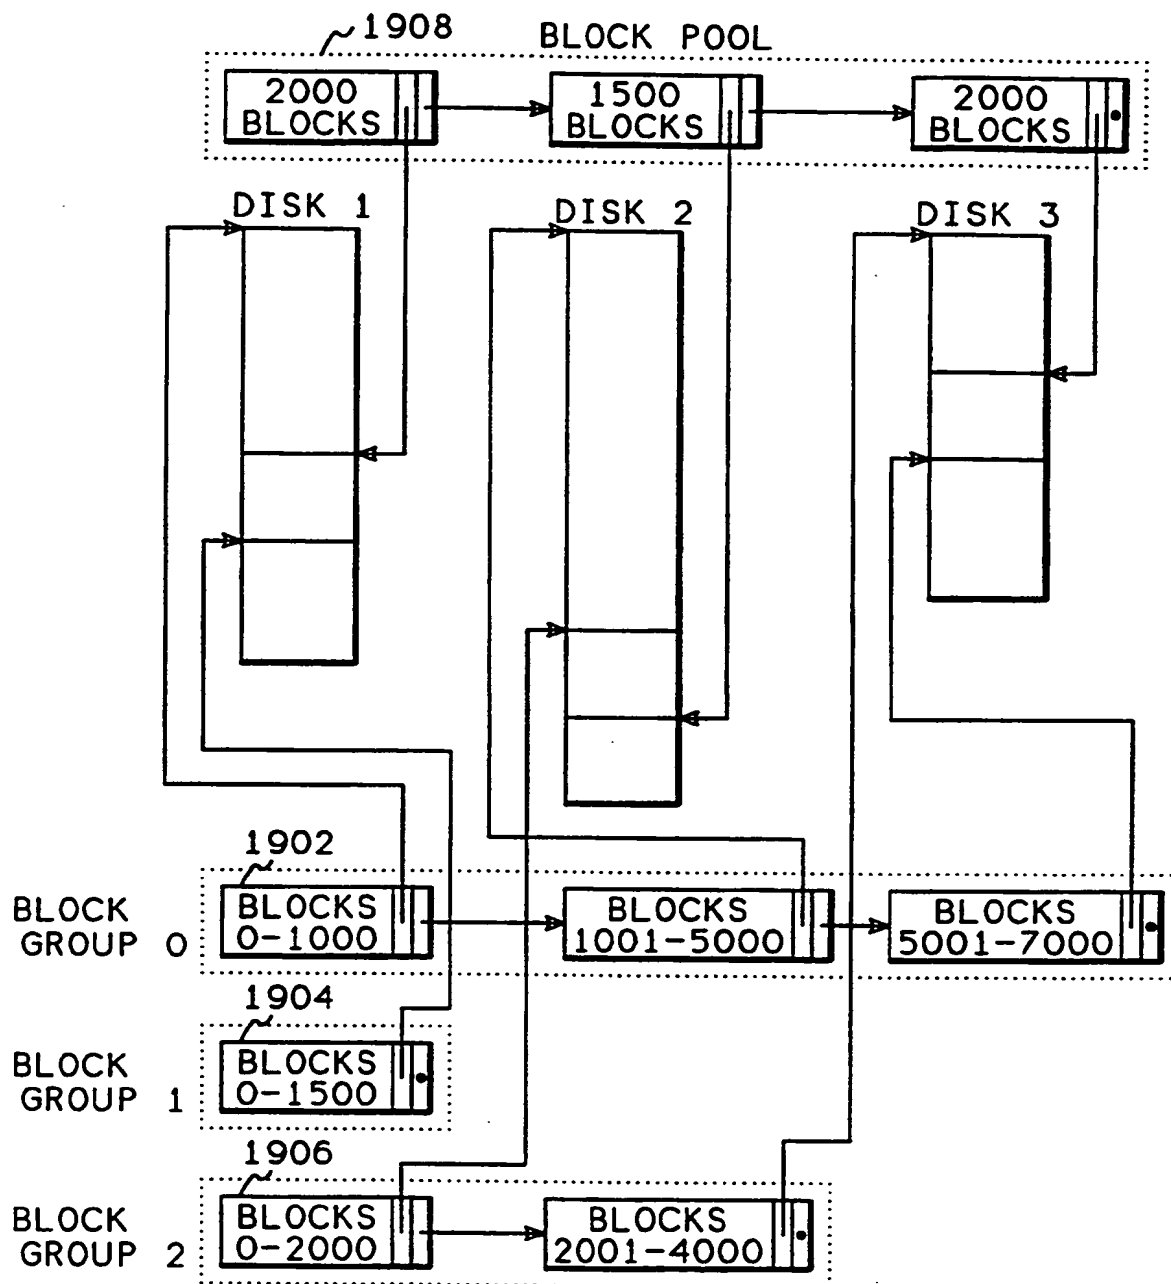 1908
BLOCK POOL
2000
BLOCKS
1500
BLOCKS
2000
BLOCKS
DISK 1
DISK 2
DISK 3
1902
BLOCK
GROUP 0
BLOCKS
0-1000
BLOCKS
1001-5000
BLOCKS
5001-7000
1904
BLOCK
GROUP 1
BLOCKS
0-1500
1906
BLOCK
GROUP 2
BLOCKS
0-2000
BLOCKS
2001-4000